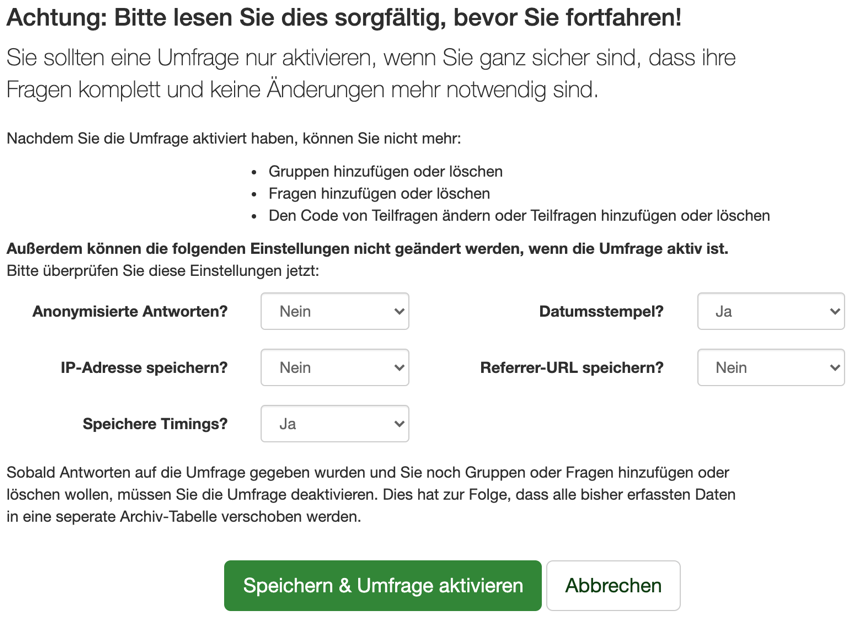 Achtung: Bitte lesen Sie dies sorgfältig, bevor Sie fortfahren!
Sie sollten eine Umfrage nur aktivieren, wenn Sie ganz sicher sind, dass ihre
Fragen komplett und keine Änderungen mehr notwendig sind.
Nachdem Sie die Umfrage aktiviert haben, können Sie nicht mehr:
• Gruppen hinzufügen oder löschen
• Fragen hinzufügen oder löschen
• Den Code von Teilfragen ändern oder Teilfragen hinzufügen oder löschen
Außerdem können die folgenden Einstellungen nicht geändert werden, wenn die Umfrage aktiv ist.
Bitte überprüfen Sie diese Einstellungen jetzt:
Anonymisierte Antworten? Nein Datumsstempel? Ja
IP-Adresse speichern? Nein Referrer-URL speichern? Nein
Speichere Timings? Ja
Sobald Antworten auf die Umfrage gegeben wurden und Sie noch Gruppen oder Fragen hinzufügen oder
löschen wollen, müssen Sie die Umfrage deaktivieren. Dies hat zur Folge, dass alle bisher erfassten Daten
in eine seperate Archiv-Tabelle verschoben werden.
Speichern & Umfrage aktivieren Abbrechen